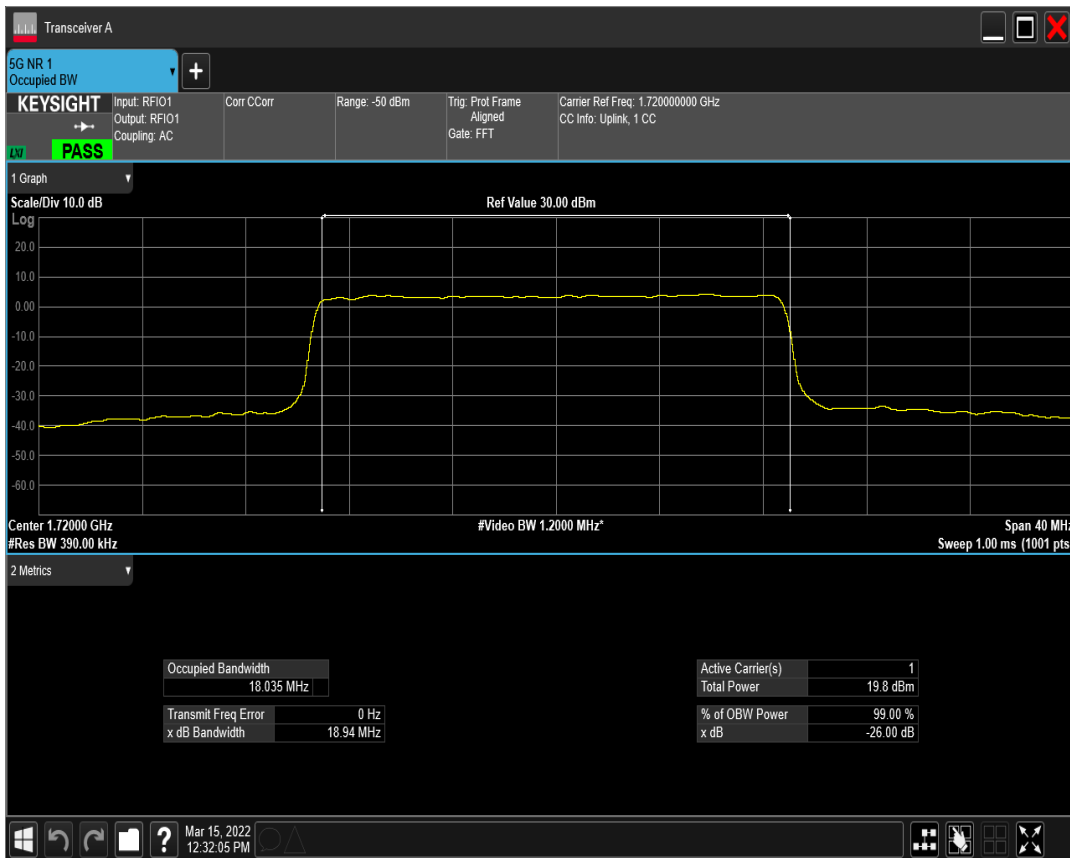 Transceiver A
5G NR 1
Occupied BW
+
KEYSIGHT
LXI
PASS
Input: RFIO1
Output: RFIO1
Coupling: AC
Corr CCorr
Range: -50 dBm
Trig: Prot Frame
Aligned
Gate: FFT
Carrier Ref Freq: 1.720000000 GHz
CC Info: Uplink, 1 CC
1 Graph
Scale/Div 10.0 dB
Ref Value 30.00 dBm
Log
20.0
10.0
0.00
-10.0
-20.0
-30.0
-40.0
-50.0
-60.0
Center 1.72000 GHz
#Video BW 1.2000 MHz*
Span 40 MHz
#Res BW 390.00 kHz
Sweep 1.00 ms (1001 pts
2 Metrics
Occupied Bandwidth
18.035 MHz
Transmit Freq Error 0 Hz
x dB Bandwidth 18.94 MHz
Active Carrier(s) 1
Total Power 19.8 dBm
% of OBW Power 99.00 %
x dB -26.00 dB
?
Mar 15, 2022
12:32:05 PM